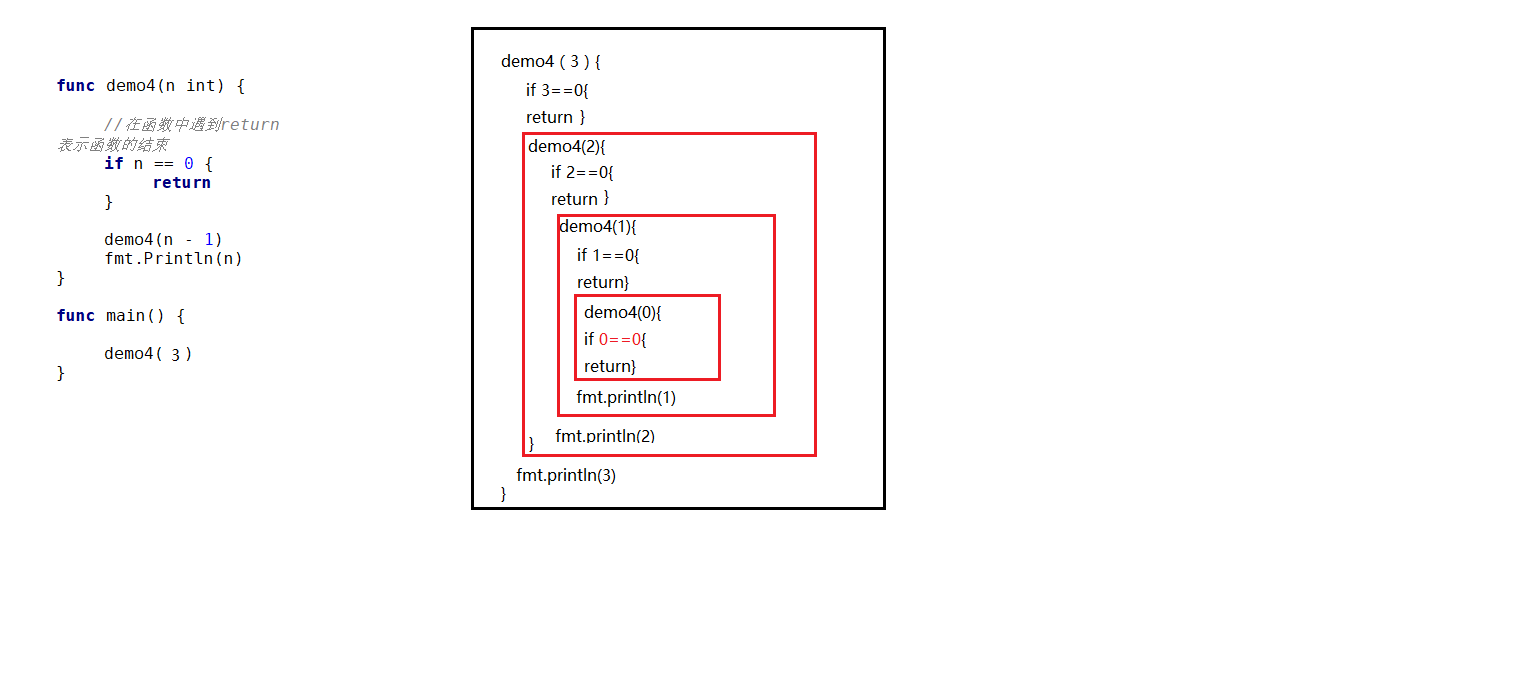 func demo4(n int) {
//在函数中遇到return
表示函数的结束
if n == 0 {
return
}
demo4(n - 1)
fmt.Println(n)
}
func main() {
demo4( 3 )
}
demo4 ( 3 ) {
if 3==0{
return }
demo4(2){
if 2==0{
return }
demo4(1){
if 1==0{
return}
demo4(0){
if 0==0{
return}
fmt.println(1)
} fmt.println(2)
fmt.println(3)
}